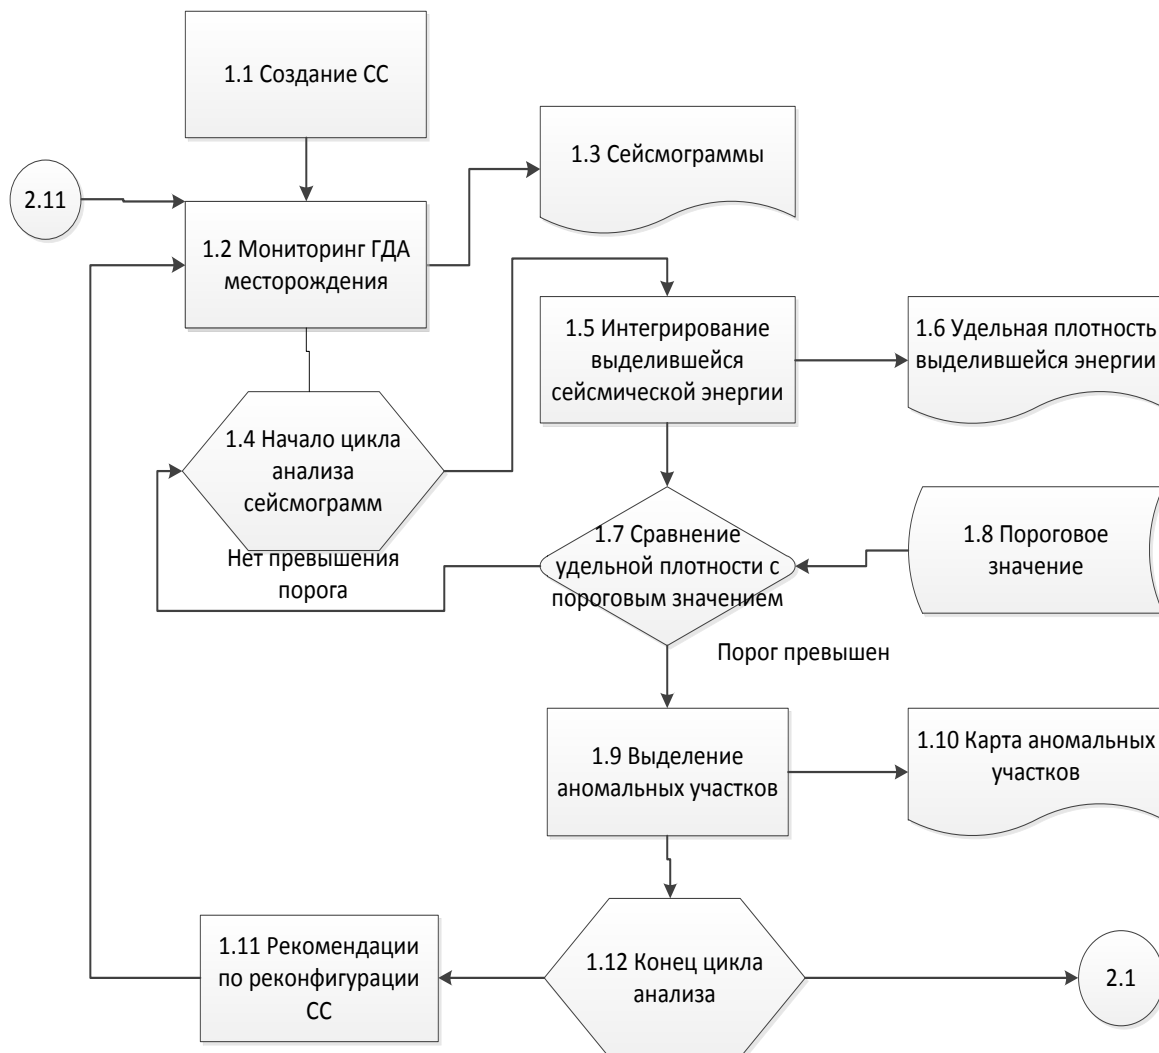 1.1 Создание СС
1.3 Сейсмограммы
2.11
1.2 Мониторинг ГДА
месторождения
1.5 Интегрирование
выделившейся
сейсмической энергии
1.6 Удельная плотность
выделившейся энергии
1.4 Начало цикла
анализа
сейсмограмм
Нет превышения
порога
1.7 Сравнение
удельной плотности с
пороговым значением
1.8 Пороговое
значение
Порог превышен
1.9 Выделение
аномальных участков
1.10 Карта аномальных
участков
1.11 Рекомендации
по реконфигурации
СС
1.12 Конец цикла
анализа
2.1